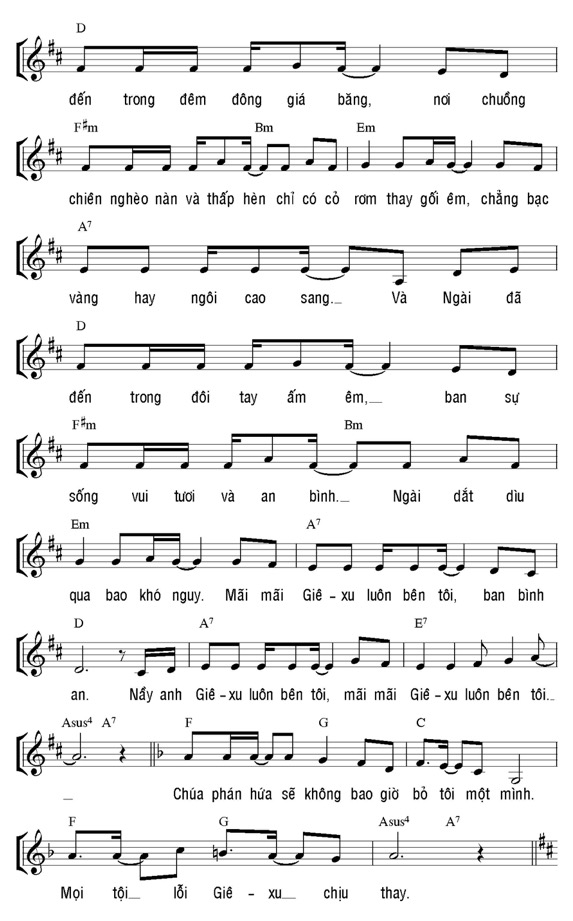 D
đến trong đêm đông giá băng, nơi chuồng
F#m Bm Em
chiên nghèo nàn và thấp hèn chỉ có cỏ rơm thay gối êm, chẳng bạc
A7
vàng hay ngôi cao sang. Và Ngài đã
D
đến trong đôi tay ấm êm, ban sự
F#m Bm
sống vui tươi và an bình. Ngài dắt dìu
Em A7
qua bao khó nguy. Mãi mãi Giê-xu luôn bên tôi, ban bình
D A7 E7
an. Nầy anh Giê-xu luôn bên tôi, mãi mãi Giê-xu luôn bên tôi.
Asus4 A7 F G C
Chúa phán hứa sẽ không bao giờ bỏ tôi một mình.
F G Asus4 A7
Mọi tội lỗi Giê-xu chịu thay.